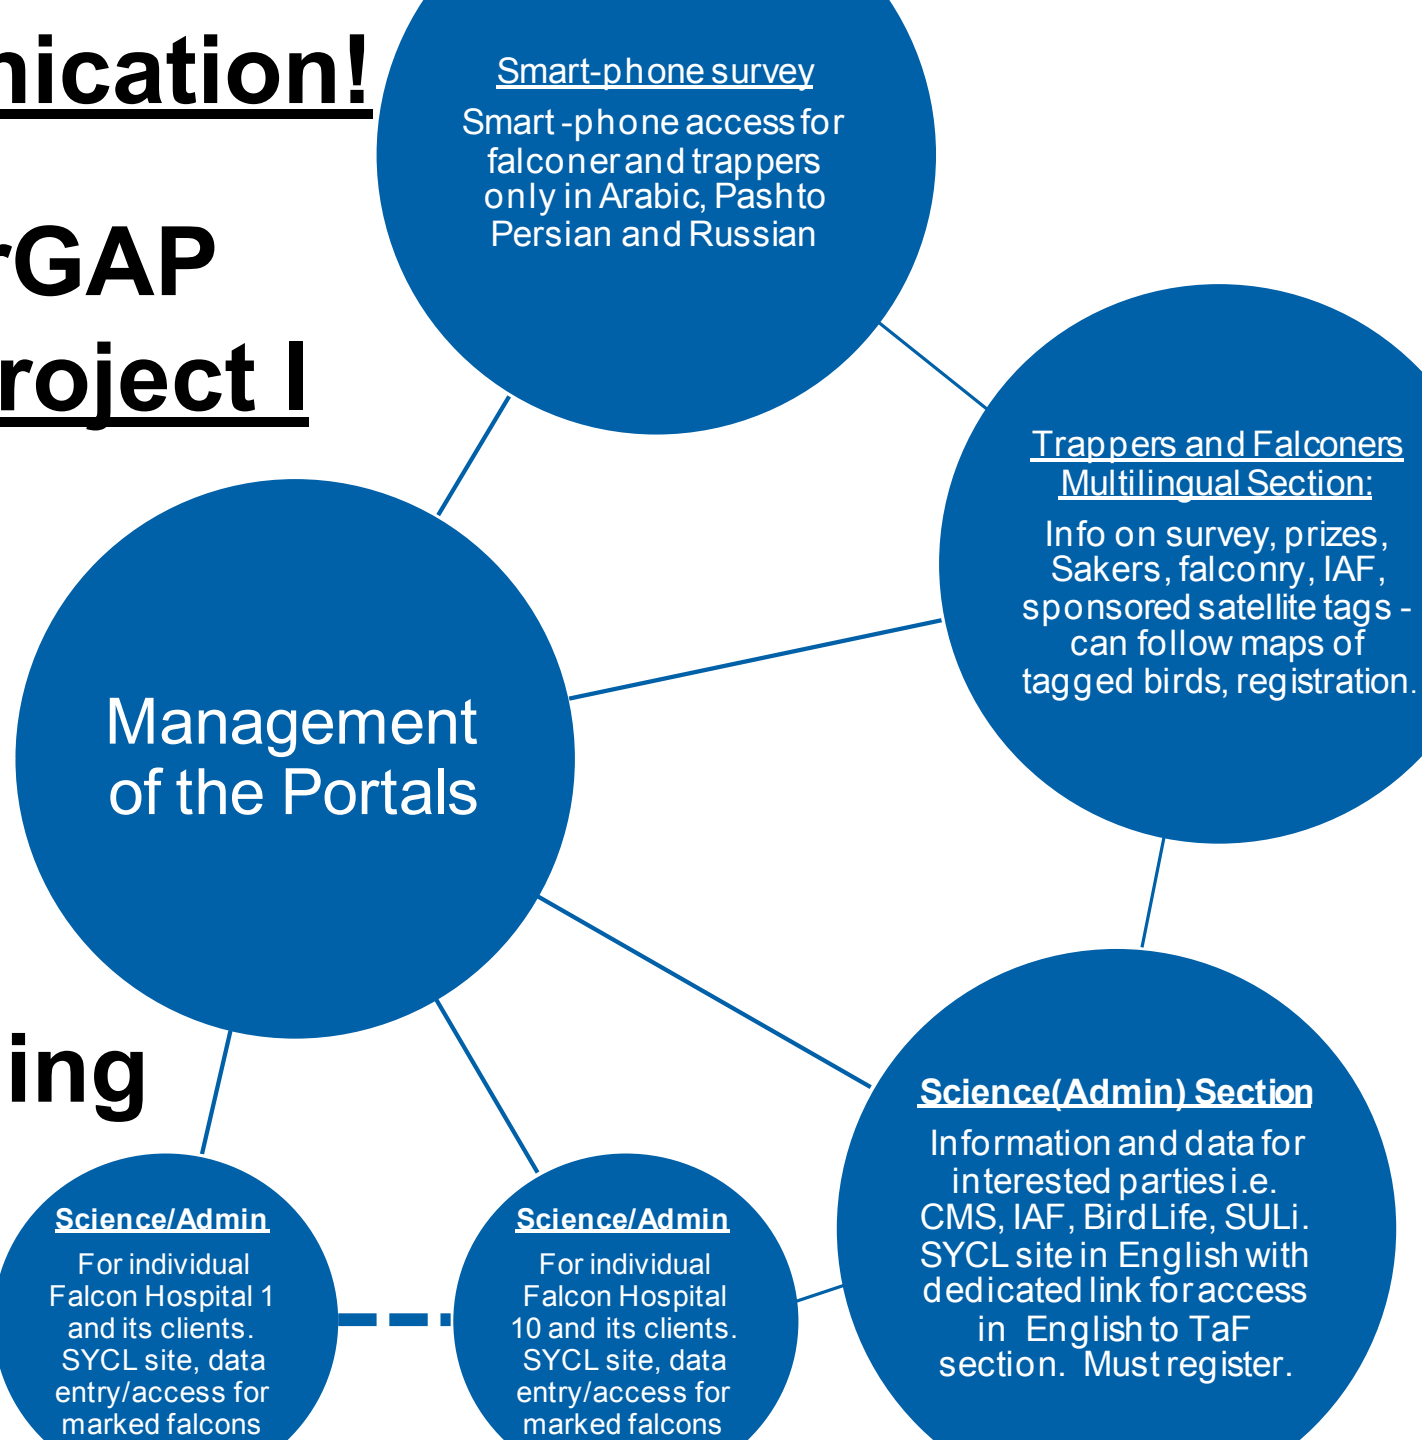 nication!
rGAP
roject I
Smart-phone survey
Smart-phone access for
falconer and trappers
only in Arabic, Pashto
Persian and Russian
Trappers and Falconers
Multilingual Section:
Info on survey, prizes,
Sakers, falconry, IAF,
sponsored satellite tags -
can follow maps of
tagged birds, registration.
Management
of the Portals
ing
Science(Admin) Section
Information and data for
interested parties i.e.
CMS, IAF, BirdLife, SULi.
SYCL site in English with
dedicated link for access
in English to TaF
section. Must register.
Science/Admin
For individual
Falcon Hospital 1
and its clients.
SYCL site, data
entry/access for
marked falcons
Science/Admin
For individual
Falcon Hospital
10 and its clients.
SYCL site, data
entry/access for
marked falcons